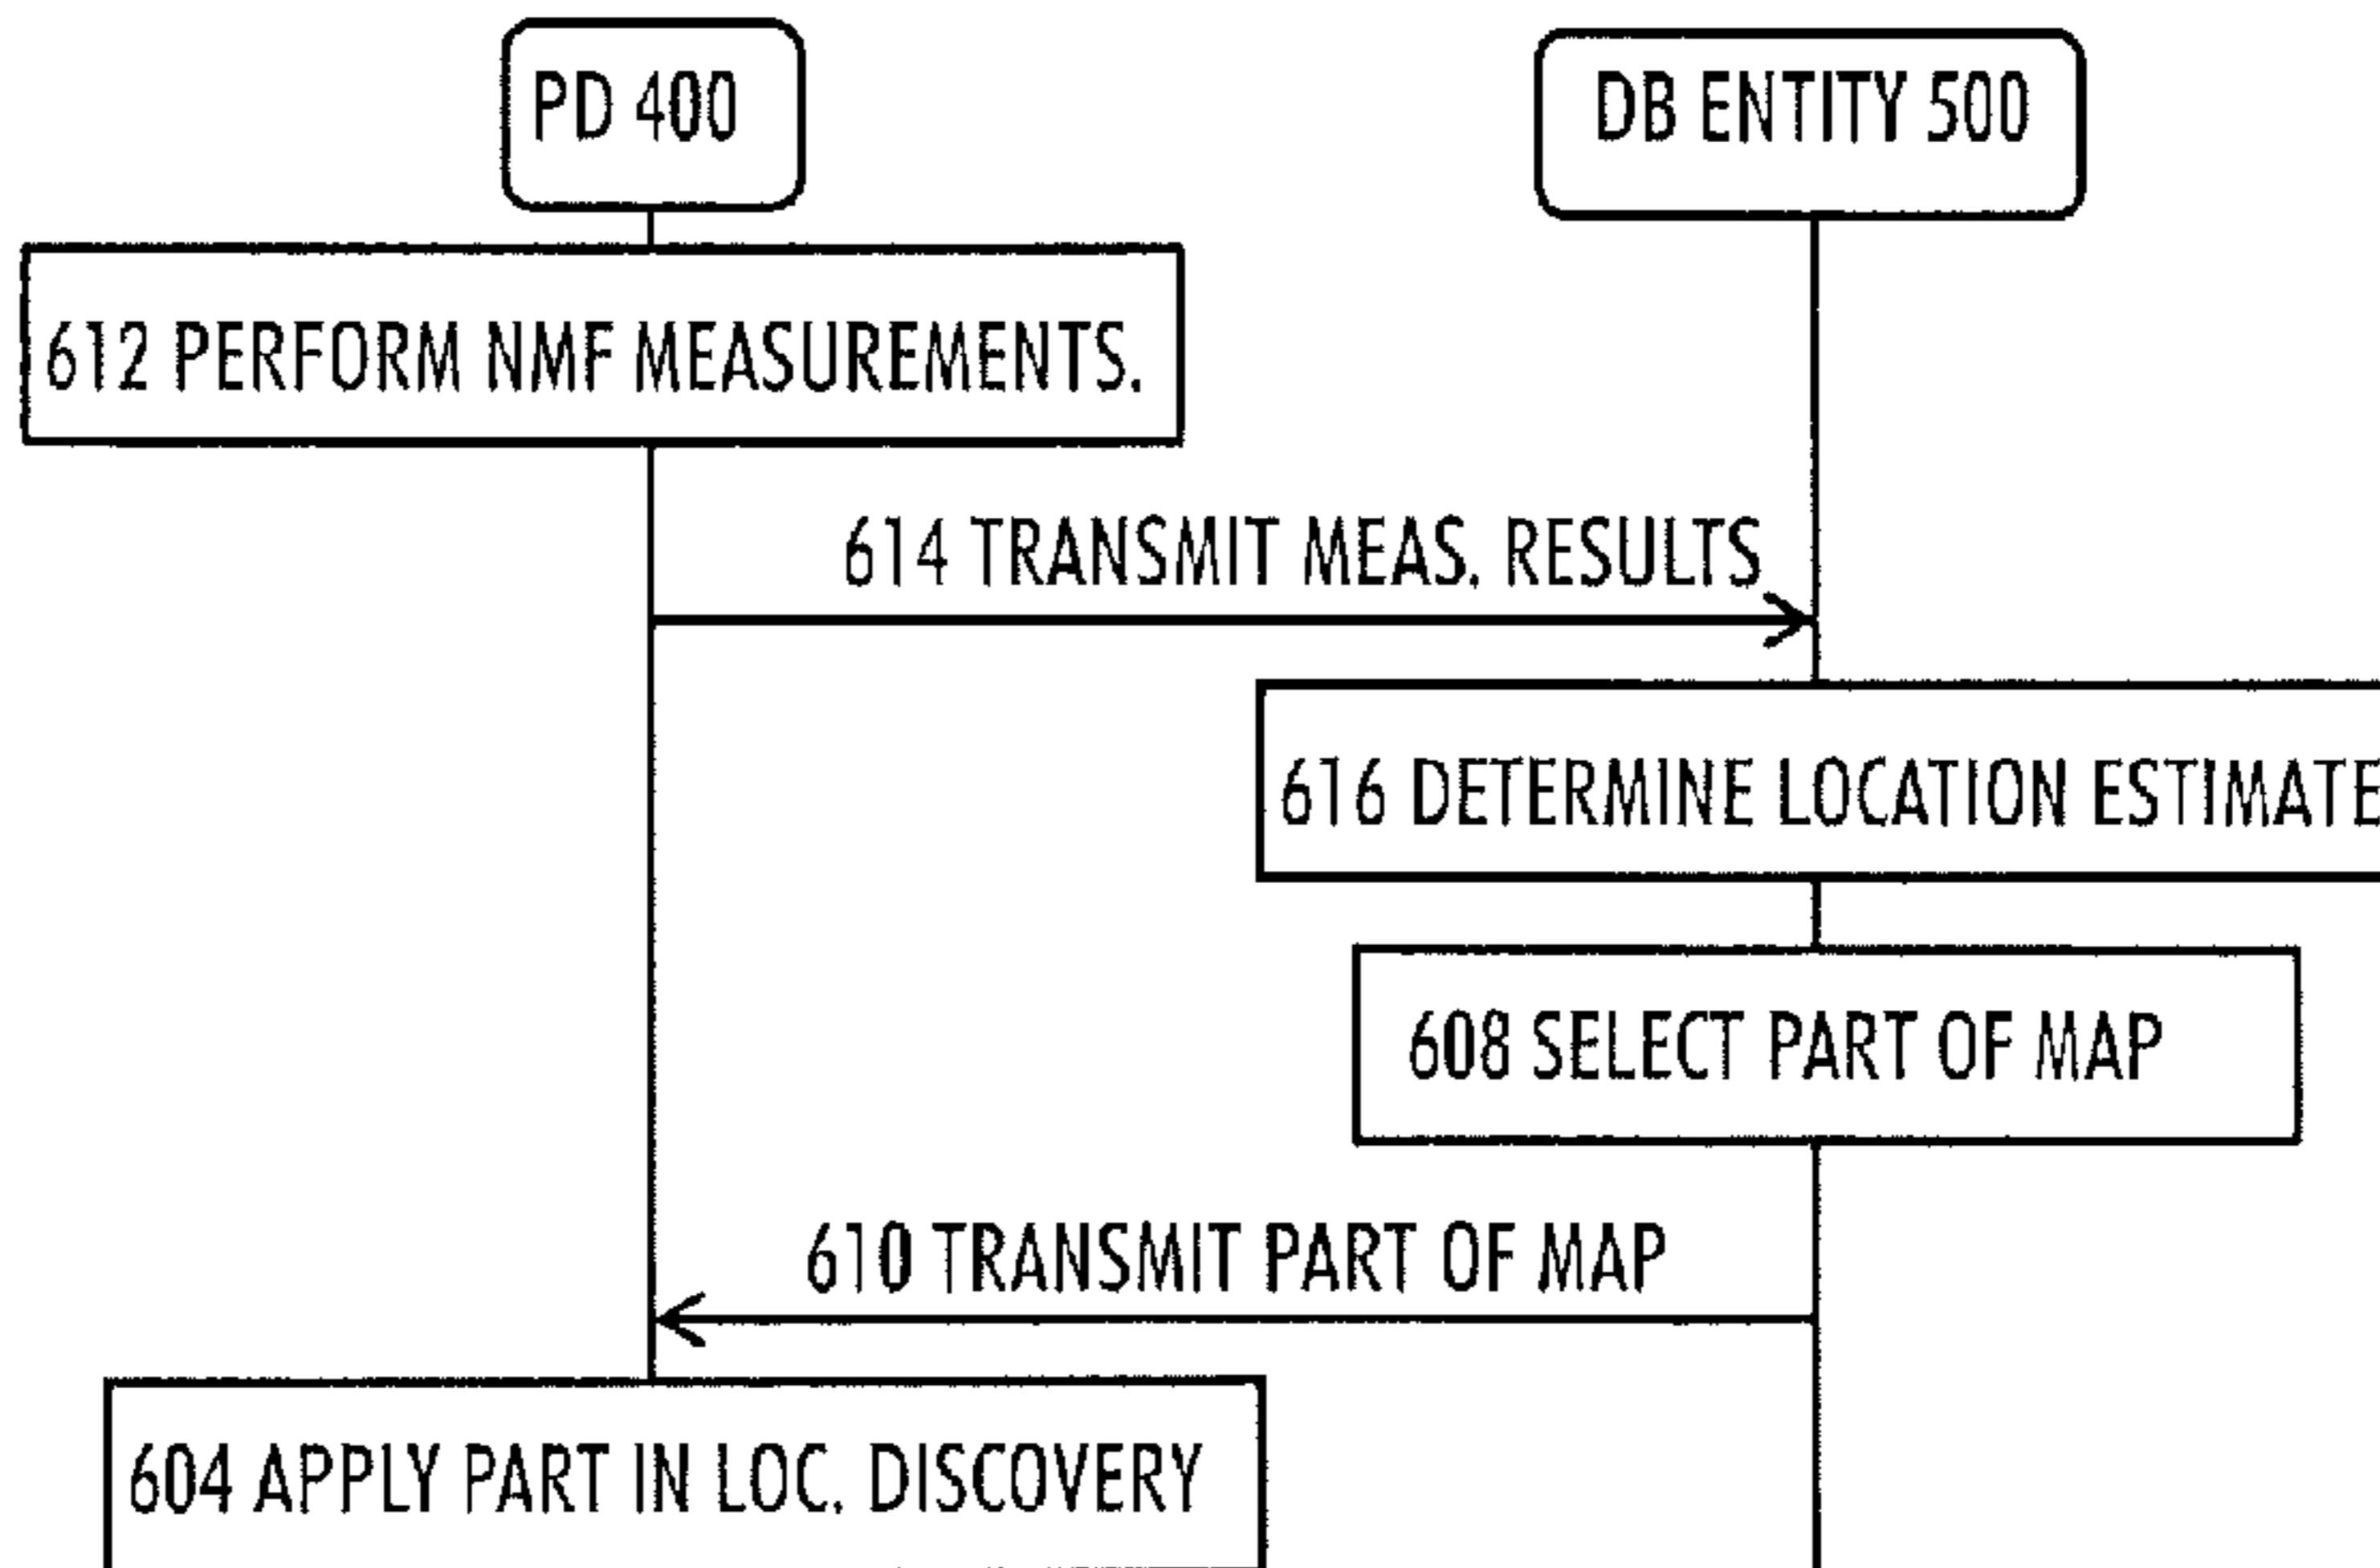 PD 400
DB ENTITY 500
612 PERFORM NMF MEASUREMENTS.
614 TRANSMIT MEAS. RESULTS
616 DETERMINE LOCATION ESTIMATE
608 SELECT PART OF MAP
610 TRANSMIT PART OF MAP
604 APPLY PART IN LOC. DISCOVERY